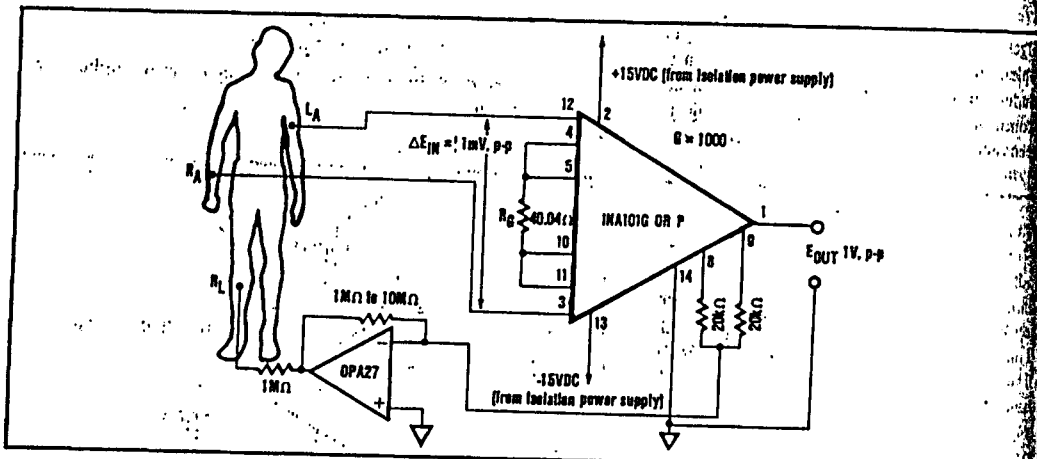 +15VDC (from isolation power supply)
L_A
12
2
4
G = 1000
ΔE_IN = 1mV, p-p
5
R_A
R_G
40.04Ω
INA101G OR P
1
10
E_OUT 1V, p-p
9
8
11
14
R_L
3
1MΩ to 10MΩ
13
20kΩ
20kΩ
−
OPA27
+
1MΩ
-15VDC
(from isolation power supply)